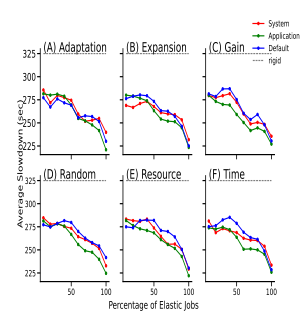 System
Application
Default
rigid
(A) Adaptation
(B) Expansion
(C) Gain
325
300
275
250
225
(D) Random
(E) Resource
(F) Time
325
300
275
250
225
50
100
50
100
50
100
Average Slowdown (sec)
Percentage of Elastic Jobs